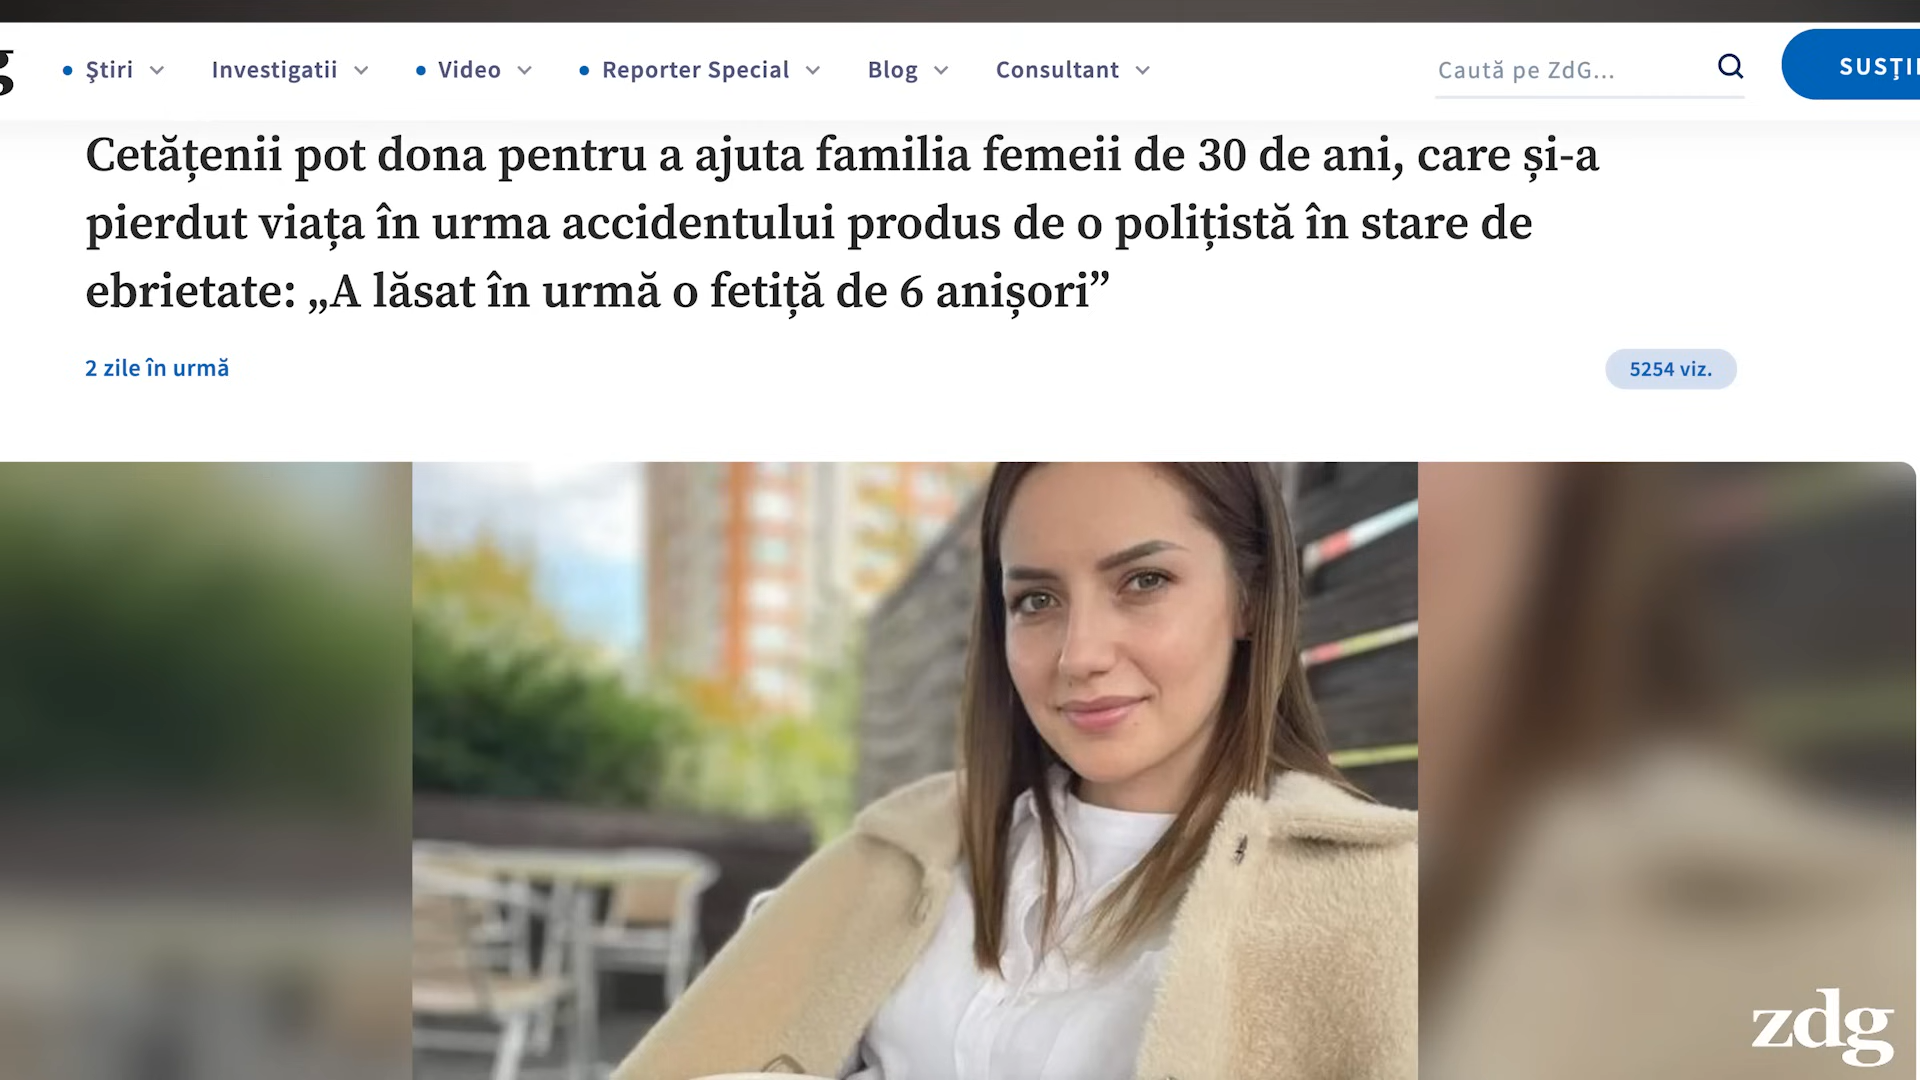 g
Știri
Investigatii
Video
Reporter Special
Blog
Consultant
Caută pe ZdG...
Cetățenii pot dona pentru a ajuta familia femeii de 30 de ani, care și-a
pierdut viața în urma accidentului produs de o polițistă în stare de
ebrietate: „A lăsat în urmă o fetiță de 6 anișori”
2 zile în urmă
5254 viz.
zdg